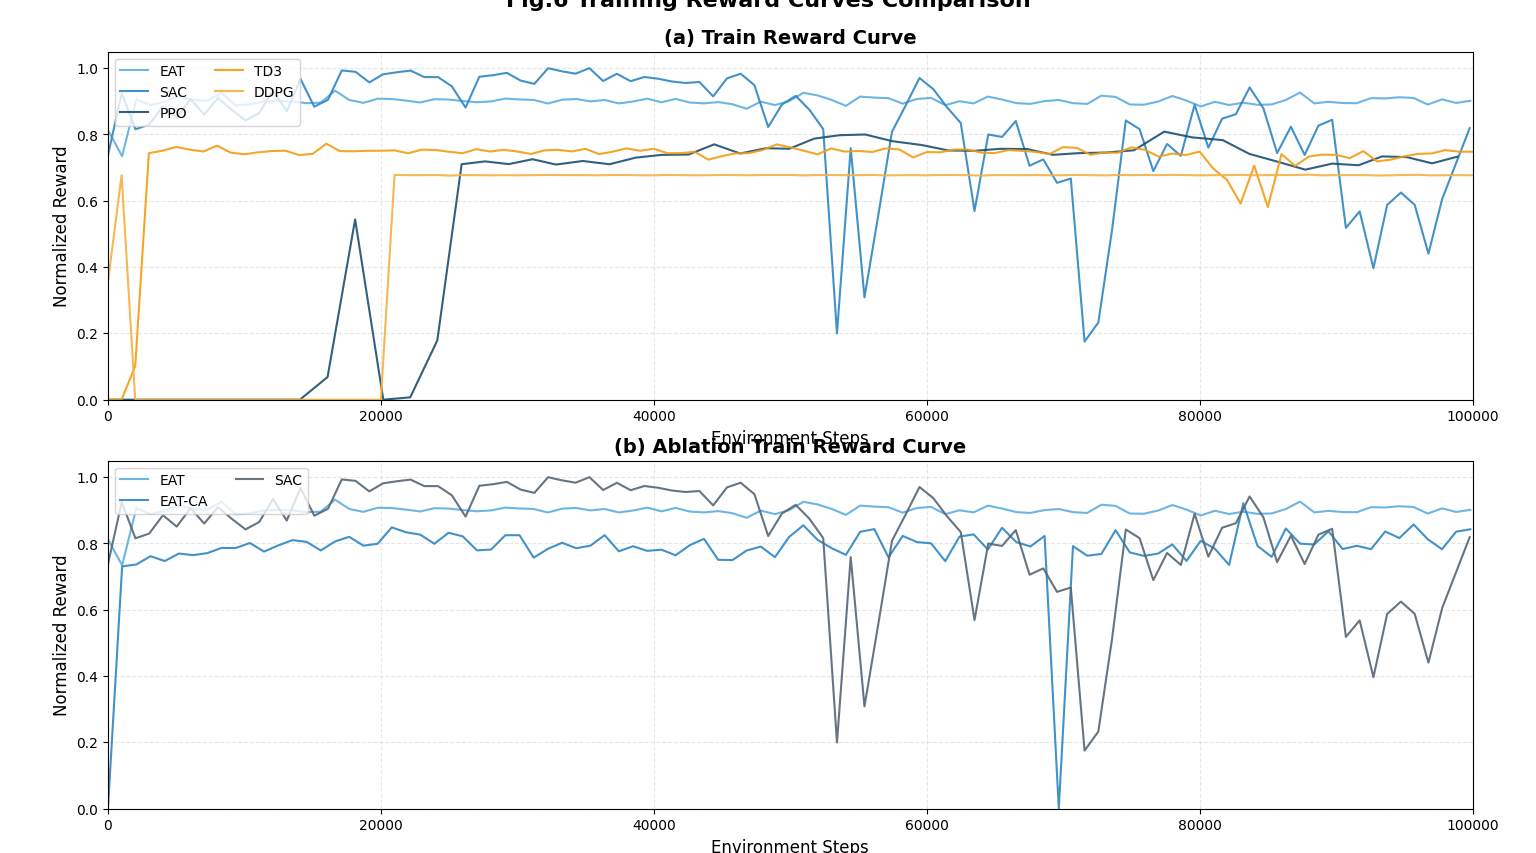 Fig.6 Training Reward Curves Comparison
(a) Train Reward Curve
EAT
SAC
PPO
TD3
DDPG
Normalized Reward
1.0
0.8
0.6
0.4
0.2
0.0
0 20000 40000 60000 80000 100000
Environment Steps
(b) Ablation Train Reward Curve
EAT
EAT-CA
SAC
Normalized Reward
1.0
0.8
0.6
0.4
0.2
0.0
0 20000 40000 60000 80000 100000
Environment Steps